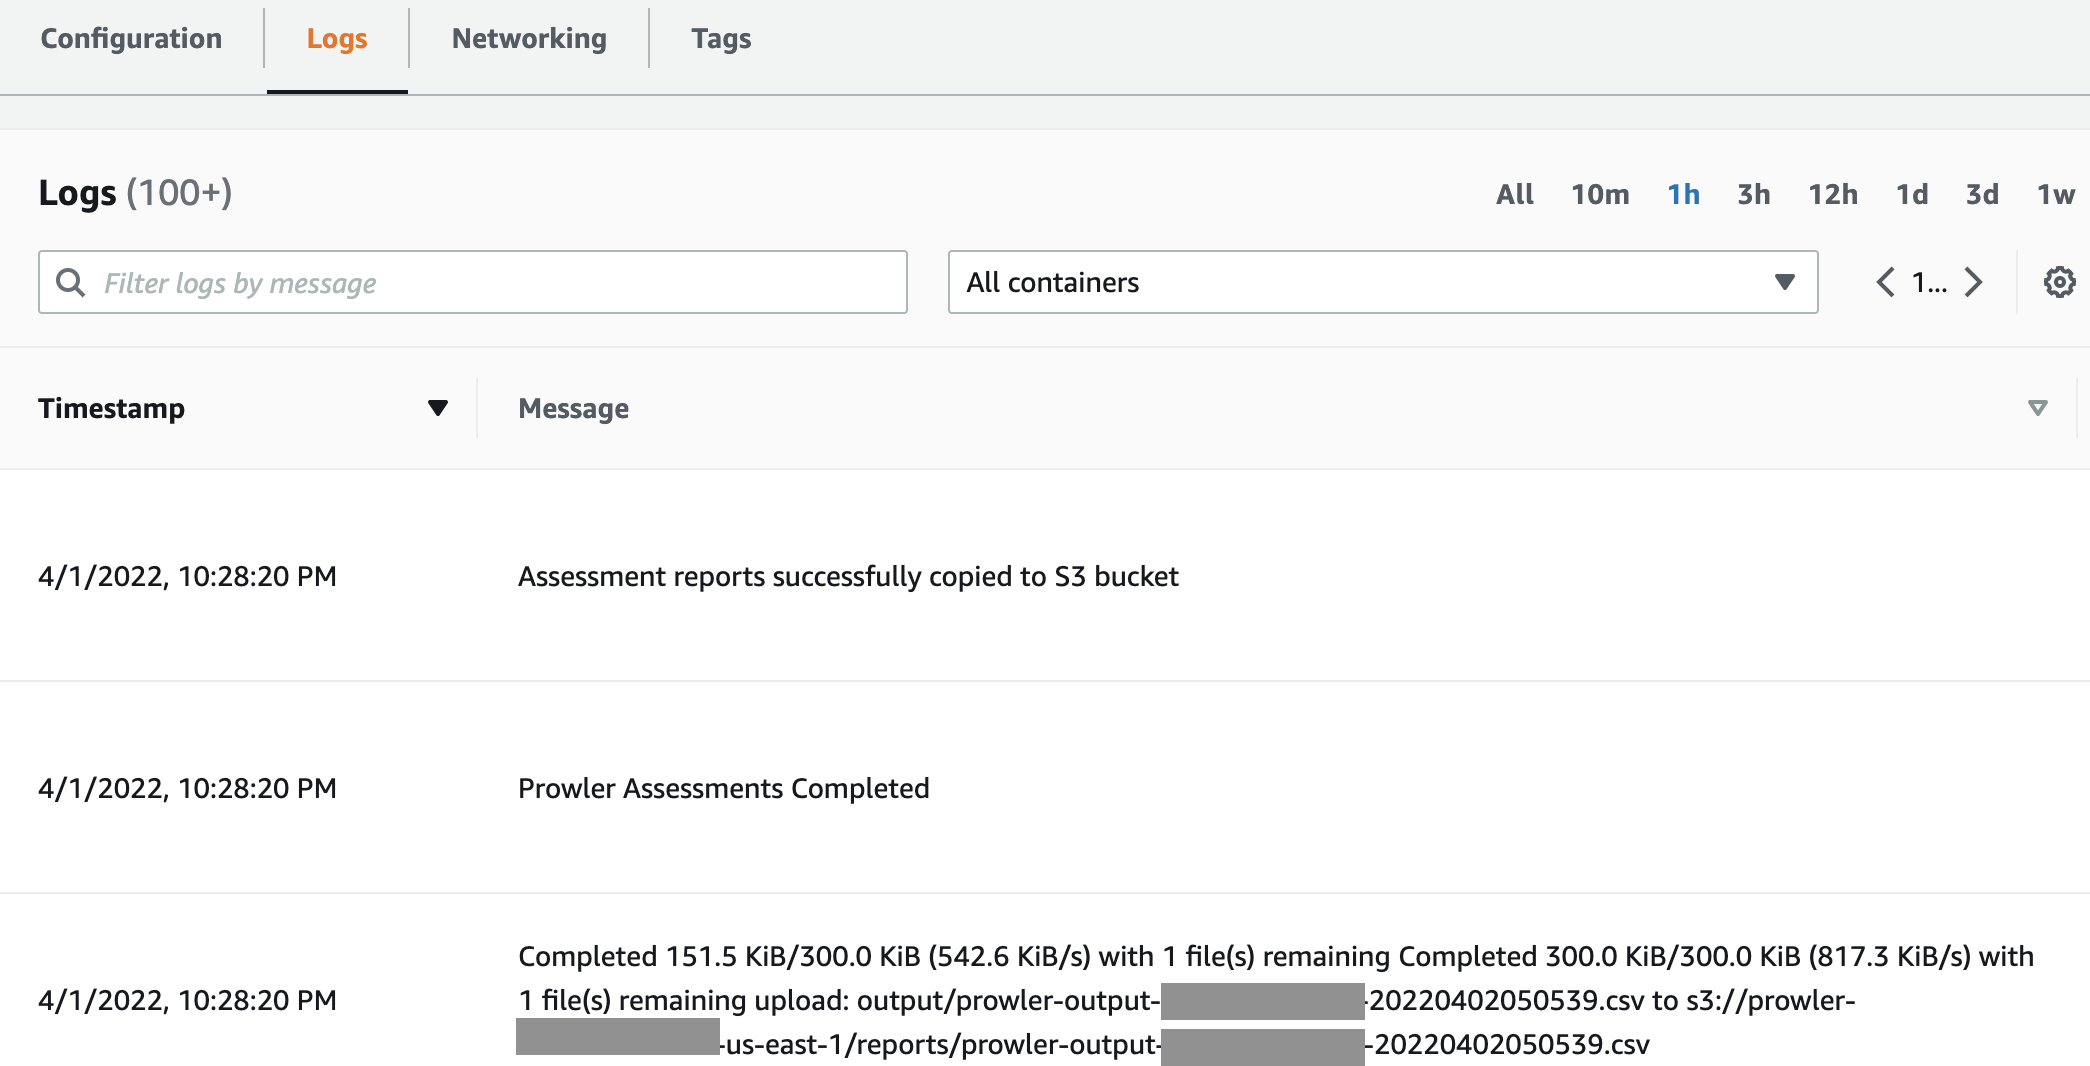 Configuration Logs Networking Tags
Logs (100+) All 10m 1h 3h 12h 1d 3d 1w
Filter logs by message All containers 1...
Timestamp Message
4/1/2022, 10:28:20 PM Assessment reports successfully copied to S3 bucket
4/1/2022, 10:28:20 PM Prowler Assessments Completed
Completed 151.5 KiB/300.0 KiB (542.6 KiB/s) with 1 file(s) remaining Completed 300.0 KiB/300.0 KiB (817.3 KiB/s) with
4/1/2022, 10:28:20 PM 1 file(s) remaining upload: output/prowler-output- -20220402050539.csv to s3://prowler-
-us-east-1/reports/prowler-output- -20220402050539.csv